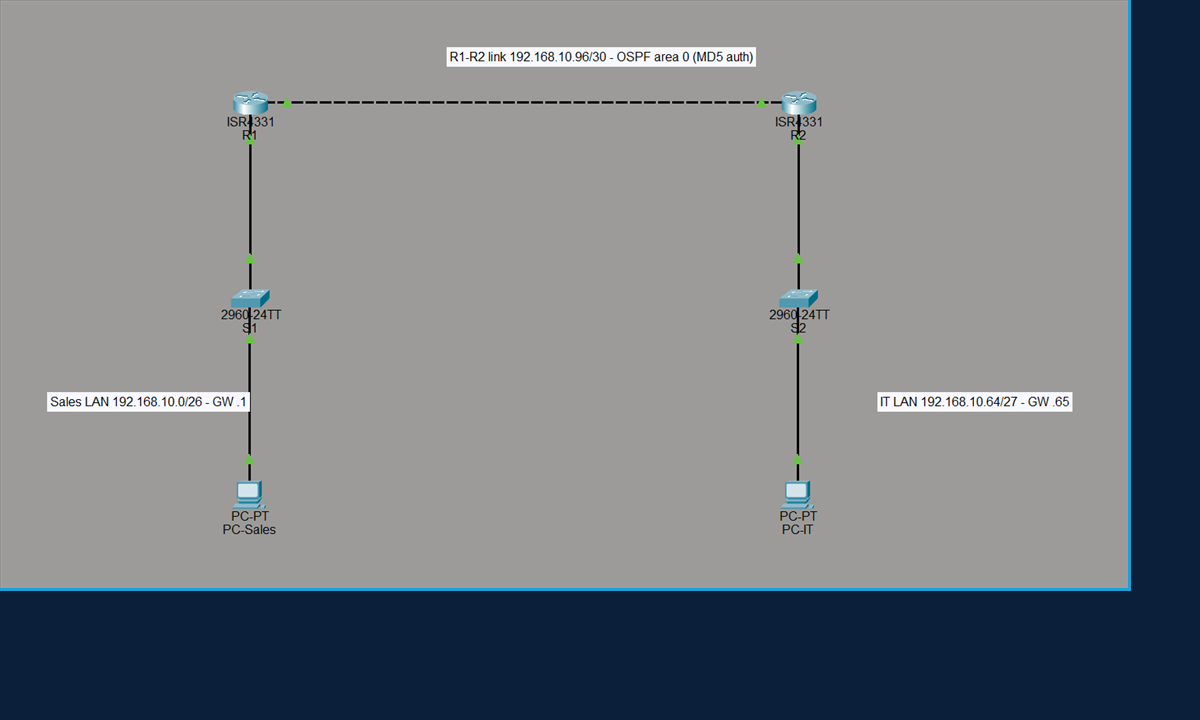 R1-R2 link 192.168.10.96/30 - OSPF area 0 (MD5 auth)
ISR4331
R1
ISR4331
R2
2960-24TT
S1
2960-24TT
S2
Sales LAN 192.168.10.0/26 - GW .1
IT LAN 192.168.10.64/27 - GW .65
PC-PT
PC-Sales
PC-PT
PC-IT